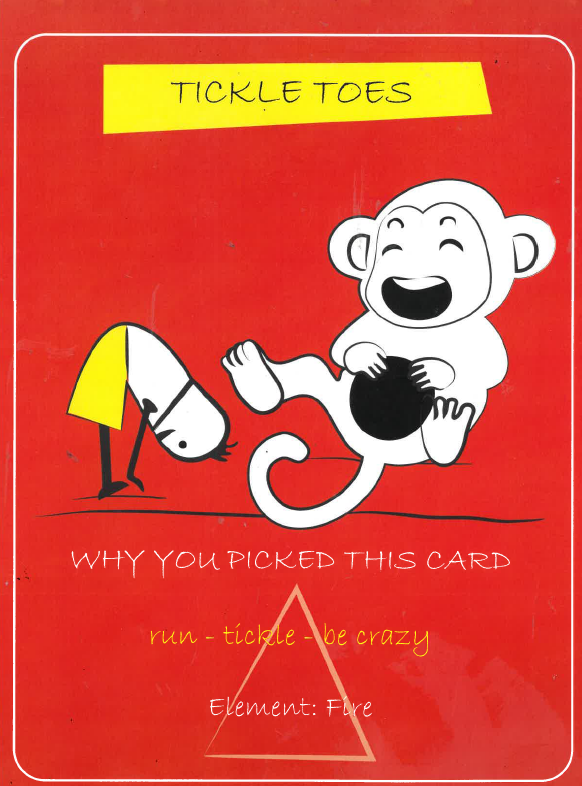 TICKLE TOES
WHY YOU PICKED THIS CARD
run - tickle - be crazy
Element: Fire